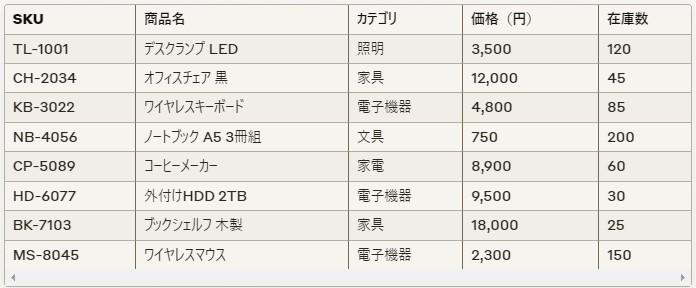 SKU 商品名 カテゴリ 価格（円） 在庫数
TL-1001 デスクランプ LED 照明 3,500 120
CH-2034 オフィスチェア 黒 家具 12,000 45
KB-3022 ワイヤレスキーボード 電子機器 4,800 85
NB-4056 ノートブック A5 3冊組 文具 750 200
CP-5089 コーヒーメーカー 家電 8,900 60
HD-6077 外付けHDD 2TB 電子機器 9,500 30
BK-7103 ブックシェルフ 木製 家具 18,000 25
MS-8045 ワイヤレスマウス 電子機器 2,300 150